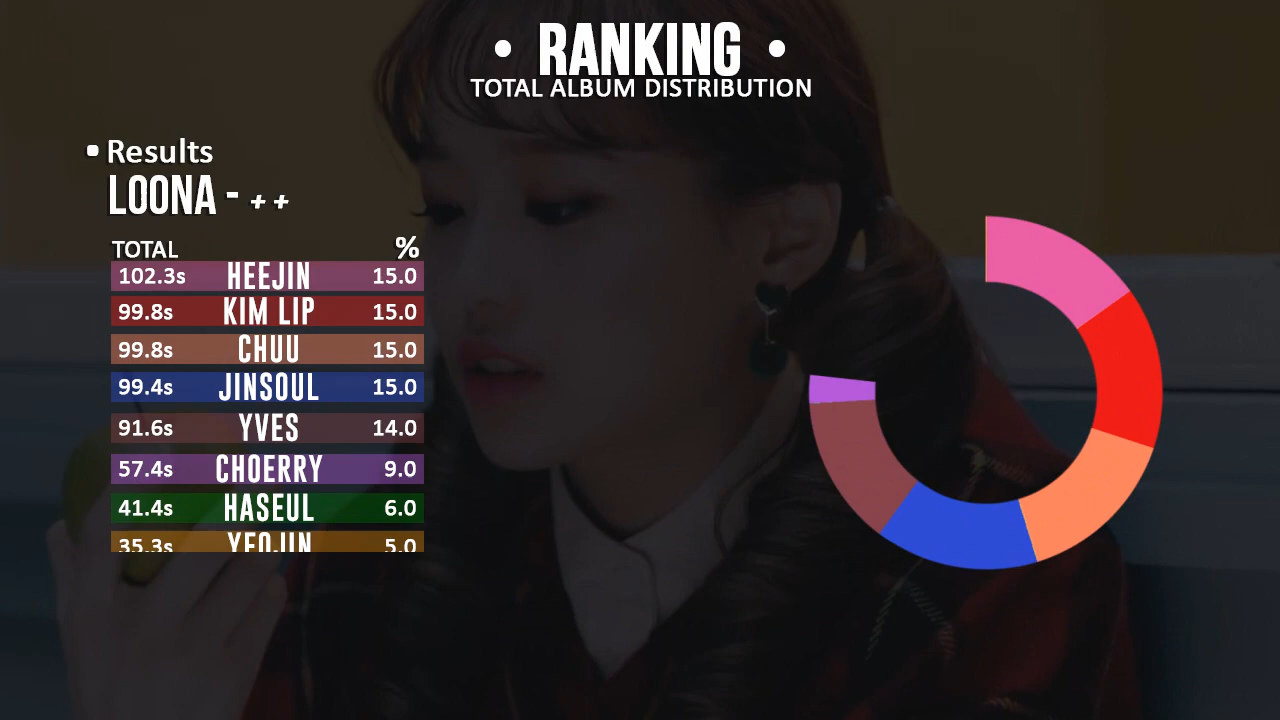 • RANKING •
TOTAL ALBUM DISTRIBUTION
• Results
LOONA - ++
TOTAL %
102.3s HEEJIN 15.0
99.8s KIM LIP 15.0
99.8s CHUU 15.0
99.4s JINSOUL 15.0
91.6s YVES 14.0
57.4s CHOERRY 9.0
41.4s HASEUL 6.0
35.3s YEOJIN 5.0